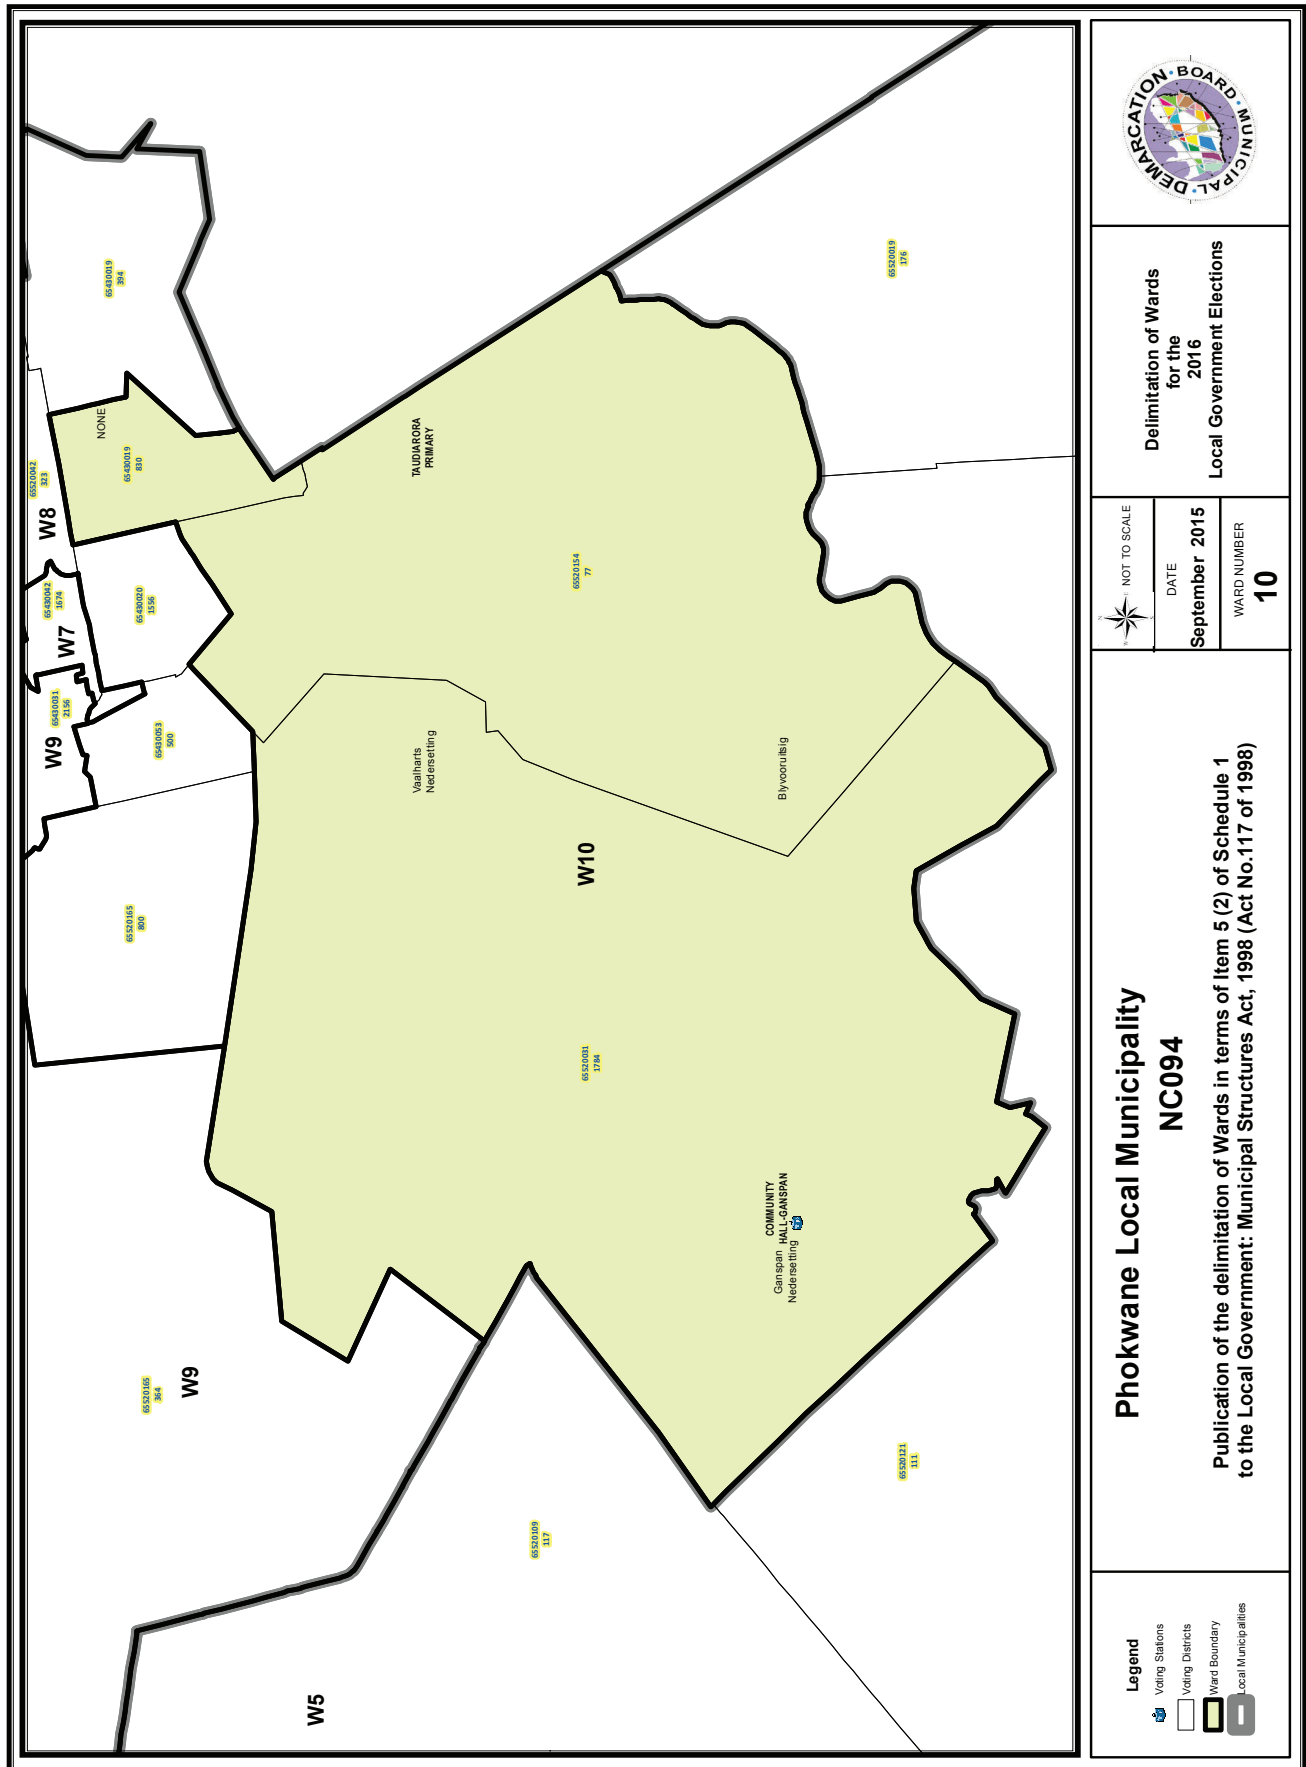 W5
W9
65520165
364
65520109
117
65520121
111
65520165
800
COMMUNITY
HALL-GANSPAN
Ganspan
Nedersetting
65520031
1784
W10
W9
65430031
2156
65430053
500
W7
65430042
1674
65430020
1556
W8
65520042
323
NONE
65430019
830
65430019
394
Vaalharts
Nedersetting
Blyvooruitsig
65520154
77
TAUDIARORA
PRIMARY
65520019
176
Legend
Voting Stations
Voting Districts
Ward Boundary
Local Municipalities
Phokwane Local Municipality
NC094
Publication of the delimitation of Wards in terms of Item 5 (2) of Schedule 1
to the Local Government: Municipal Structures Act, 1998 (Act No.117 of 1998)
NOT TO SCALE
DATE
September 2015
WARD NUMBER
10
Delimitation of Wards
for the
2016
Local Government Elections
MUNICIPAL DEMARCATION BOARD